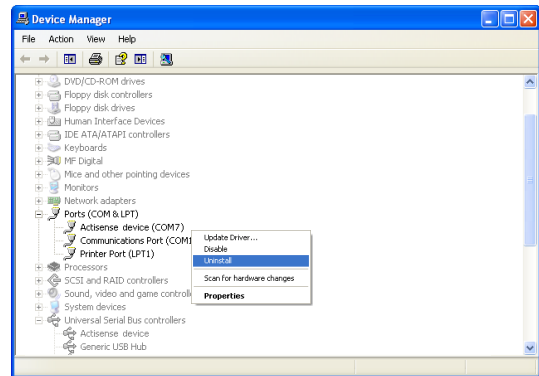 Device Manager
File Action View Help
DVD/CD-ROM drives
Floppy disk controllers
Floppy disk drives
Human Interface Devices
IDE ATA/ATAPI controllers
Keyboards
MF Digital
Mice and other pointing devices
Monitors
Network adapters
Ports (COM & LPT)
Actisense device (COM7)
Communications Port (COM1
Printer Port (LPT1)
Update Driver...
Disable
Uninstall
Scan for hardware changes
Properties
Processors
SCSI and RAID controllers
Sound, video and game controll
System devices
Universal Serial Bus controllers
Actisense device
Generic USB Hub